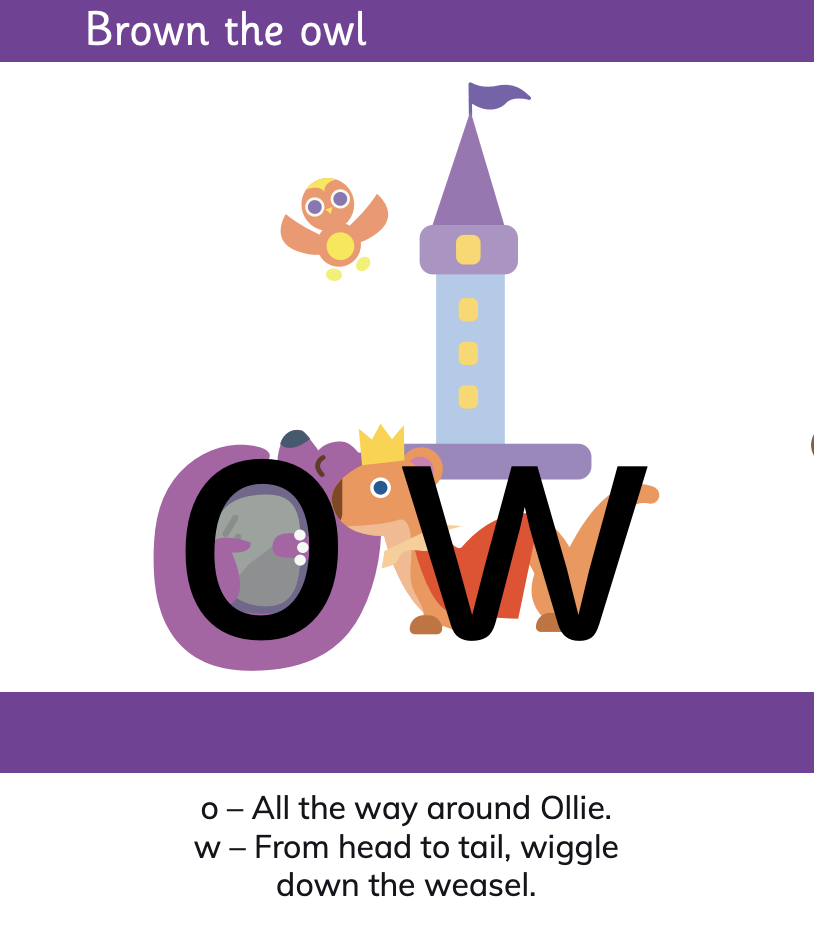 Brown the owl
ow
o – All the way around Ollie.
w – From head to tail, wiggle
down the weasel.